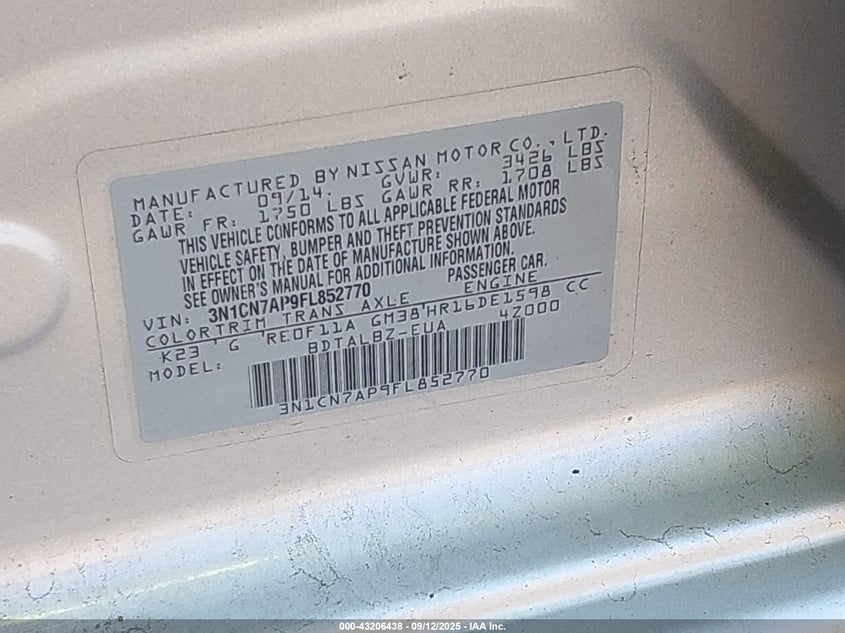 MANUFACTURED BY NISSAN MOTOR CO., LTD.
DATE: 09/14. GVWR: 3426 LBS
GAWR FR: 1750 LBS GAWR RR: 1708 LBS
THIS VEHICLE CONFORMS TO ALL APPLICABLE FEDERAL MOTOR
VEHICLE SAFETY, BUMPER AND THEFT PREVENTION STANDARDS
IN EFFECT ON THE DATE OF MANUFACTURE SHOWN ABOVE.
SEE OWNER'S MANUAL FOR ADDITIONAL INFORMATION.
VIN: 3N1CN7AP9FL852770 PASSENGER CAR.
COLOR TRIM TRANS AXLE ENGINE
K23 ' G 'RE0F11A GM38'HR16DE1598 CC
MODEL: BDTALBZ-EUA 4Z000
3N1CN7AP9FL852770
000-43206438 - 09/12/2025 - IAA Inc.